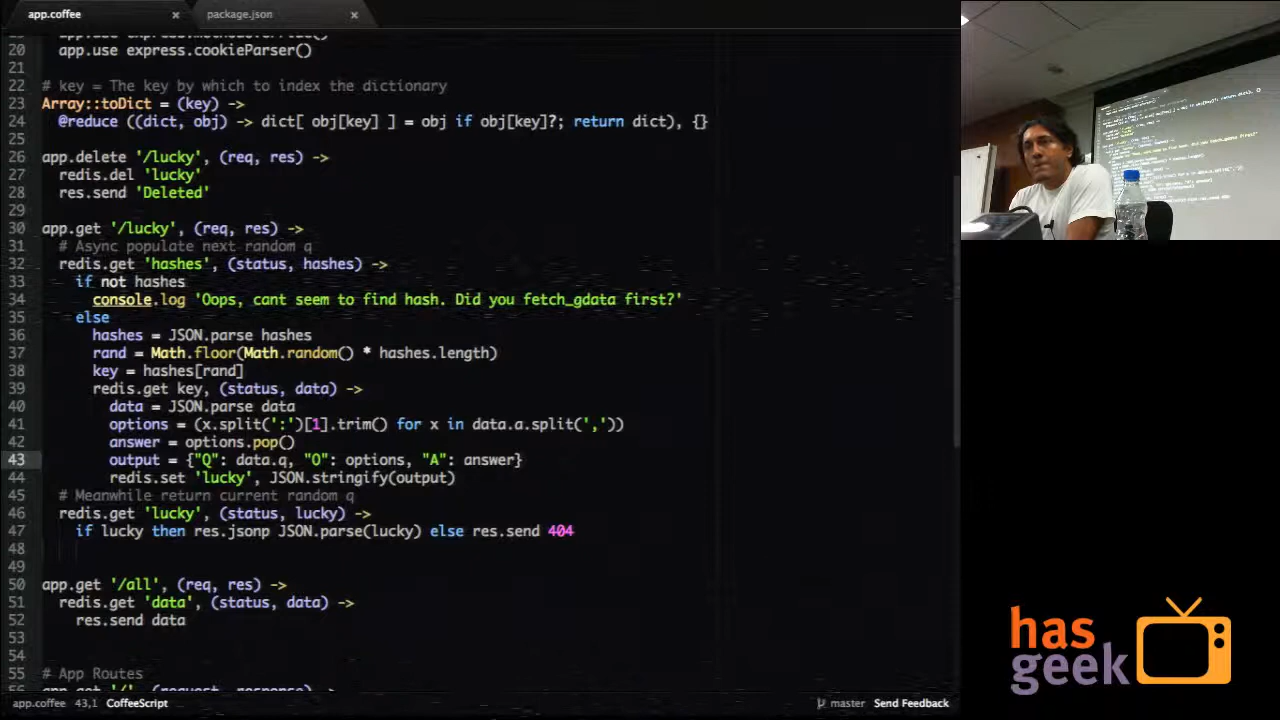 app.coffee ×
package.json ×
20 app.use express.cookieParser()
21
22 # key = The key by which to index the dictionary
23 Array::toDict = (key) ->
24 @reduce ((dict, obj) -> dict[ obj[key] ] = obj if obj[key]?; return dict), {}
25
26 app.delete '/lucky', (req, res) ->
27 redis.del 'lucky'
28 res.send 'Deleted'
29
30 app.get '/lucky', (req, res) ->
31 # Async populate next random q
32 redis.get 'hashes', (status, hashes) ->
33 if not hashes
34 console.log 'Oops, cant seem to find hash. Did you fetch_gdata first?'
35 else
36 hashes = JSON.parse hashes
37 rand = Math.floor(Math.random() * hashes.length)
38 key = hashes[rand]
39 redis.get key, (status, data) ->
40 data = JSON.parse data
41 options = (x.split(':')[1].trim() for x in data.a.split(','))
42 answer = options.pop()
43 output = {"Q": data.q, "O": options, "A": answer}
44 redis.set 'lucky', JSON.stringify(output)
45 # Meanwhile return current random q
46 redis.get 'lucky', (status, lucky) ->
47 if lucky then res.jsonp JSON.parse(lucky) else res.send 404
48
49
50 app.get '/all', (req, res) ->
51 redis.get 'data', (status, data) ->
52 res.send data
53
54
55 # App Routes
56 app.get '/', (request, response) ->
app.coffee 43,1 CoffeeScript
master Send Feedback
has
geek